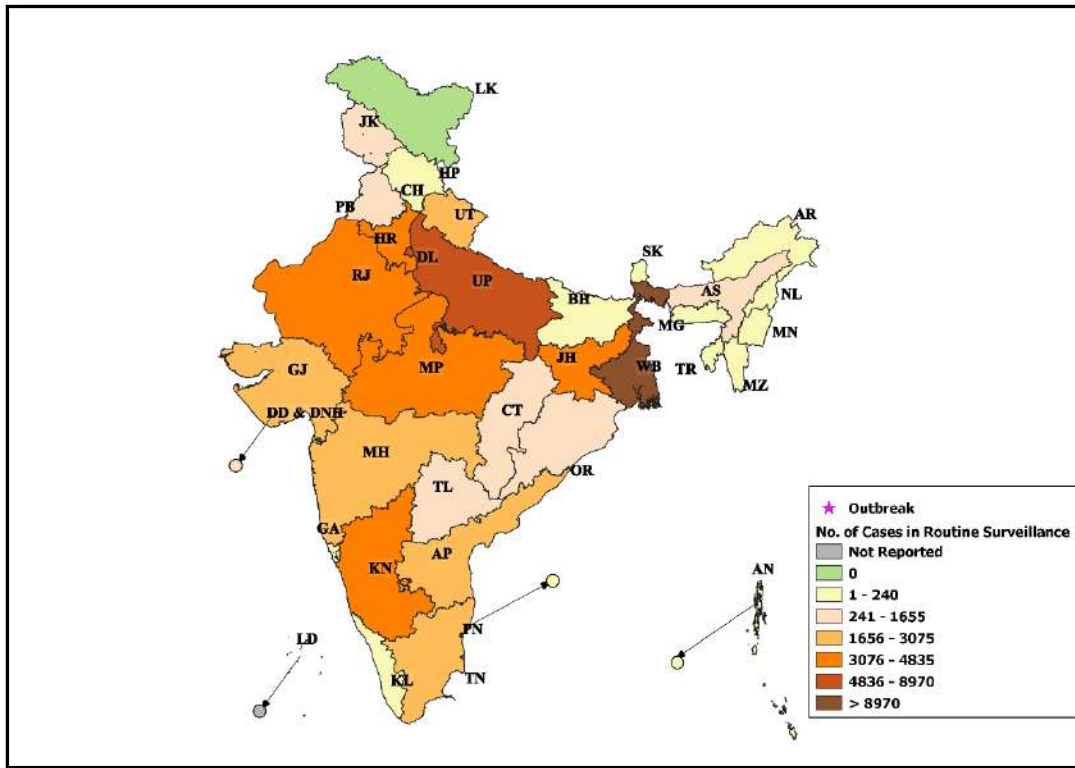 LK
JK
HP
CH
PB
UT
AR
HR
DL
SK
RJ
UP
AS
NL
BH
MG
MN
JH
MP
WB
TR
GJ
MZ
CT
DD & DNH
MH
OR
TL
GA
AP
KN
AN
PN
LD
KL
TN
Outbreak
No. of Cases in Routine Surveillance
Not Reported
0
1 - 240
241 - 1655
1656 - 3075
3076 - 4835
4836 - 8970
> 8970